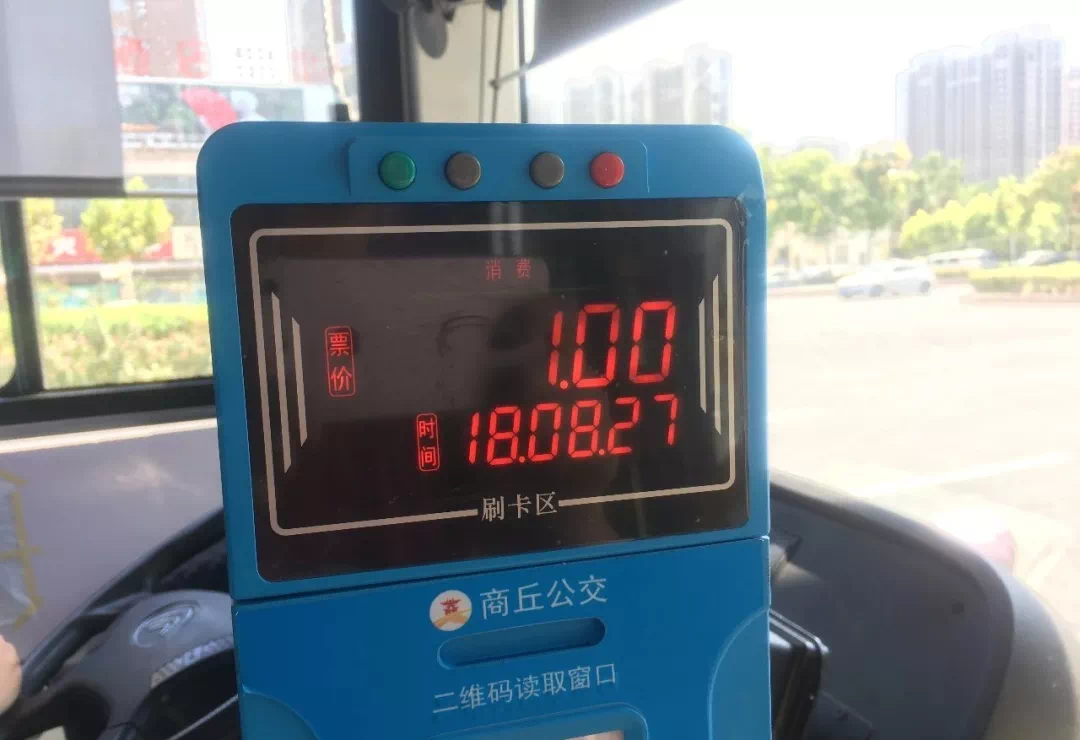 消费
票价
1.00
时间
18.08.27
刷卡区
商丘公交
二维码读取窗口